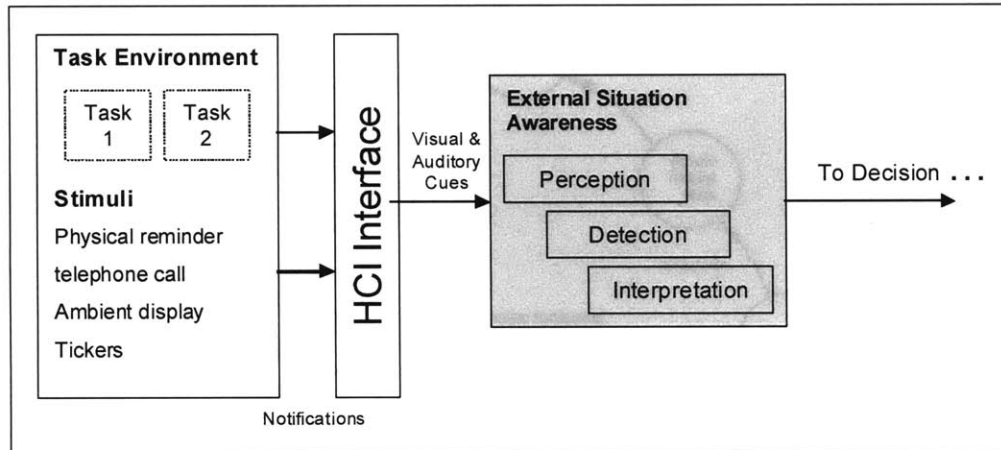 Task Environment
Task
1
Task
2
Stimuli
Physical reminder
telephone call
Ambient display
Tickers
Notifications
HCI Interface
Visual &
Auditory
Cues
External Situation
Awareness
Perception
Detection
Interpretation
To Decision ...